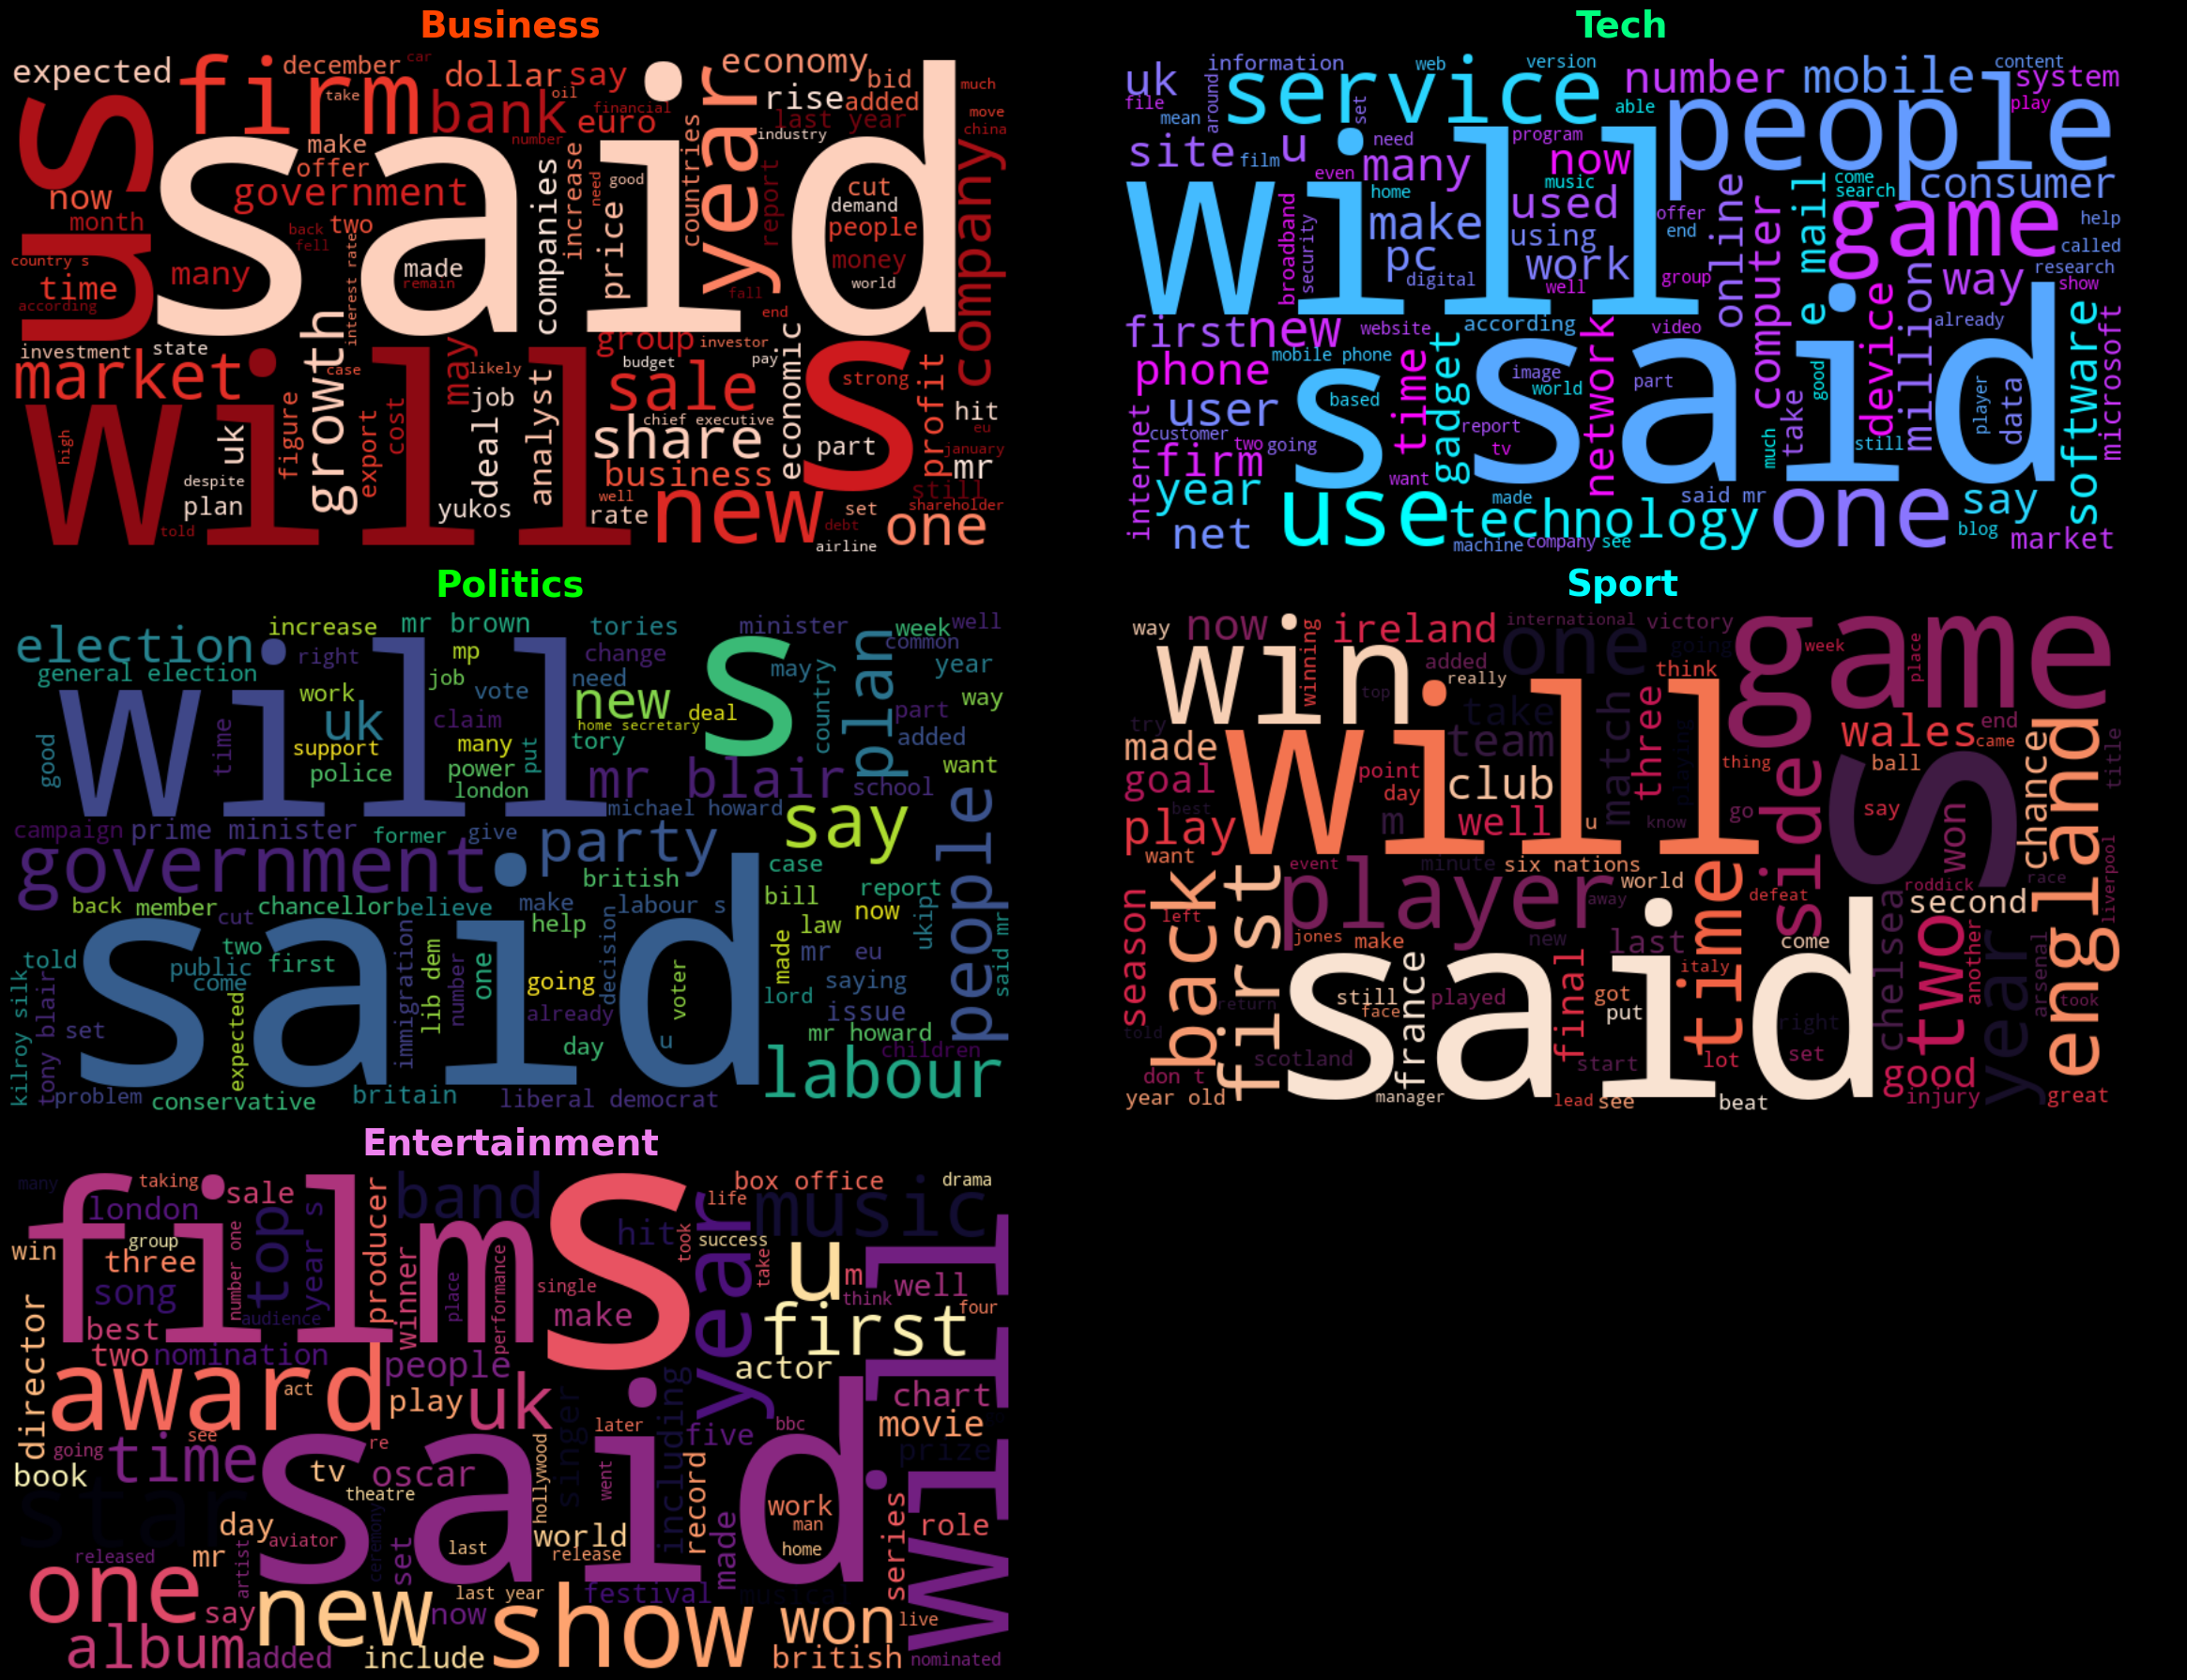 Business
expected
firm
december
car
take
dollar
say
oil
bank
financial
euro
number
year
economy
bid
rise
added
last year
industry
much
move
china
us
said
make
offer
government
now
month
two
back
fell
many
country s
time
according
made
remain
interest rate
companies
increase
need
good
price
countries
report
cut
demand
people
money
world
fall
end
company
investment
state
market
growth
case
may
likely
group
investor
budget
pay
sale
chief executive
share
business
economic
s
strong
part
profit
hit
eu
january
mr
still
shareholder
will
high
uk
figure
export
cost
job
deal
analyst
despite
plan
told
yukos
well
rate
new
set
debt
airline
one
Tech
uk
file
mean
information
around
service
web
version
set
able
number
mobile
content
system
play
people
site
film
u
need
many
even
home
program
now
music
used
using
make
pc
work
digital
well
offer
end
group
broadband
security
will
online
computer
e mail
come
search
consumer
game
help
called
research
show
way
million
device
already
software
microsoft
first
new
website
according
video
mobile phone
phone
user
customer
two
going
internet
firm
year
net
s
based
time
gadget
want
report
tv
image
world
part
network
said
good
much
take
still
player
data
use
technology
made
said mr
machine
company
see
one
say
blog
market
Politics
election
general election
increase
right
mr brown
mp
job
vote
tories
change
need
new
home secretary
deal
minister
may
country
week
well
common
year
way
part
added
want
plan
will
good
time
work
uk
support
police
claim
many
power
put
london
tory
s
mr blair
school
michael howard
say
people
campaign
prime minister
former
give
party
government
british
case
bill
report
now
law
back
member
cut
chancellor
believe
make
help
labour s
decision
mr
eu
ukip
saying
issue
made
lord
mr howard
children
said mr
told
kilroy silk
tony blair
set
problem
public
come
two
first
expected
immigration
lib dem
number
one
going
already
day
voter
u
said
conservative
britain
liberal democrat
labour
Sport
way
now
winning
ireland
added
really
international
victory
one
going
think
game
week
place
win
top
try
made
goal
play
best
want
will
take
team
point
day
club
m
well
u
match
three
playing
thing
know
go
side
wales
end
came
ball
say
s
won
chance
england
title
season
left
back
first
event
player
minute
six nations
world
away
time
defeat
roddick
second
race
liverpool
jones
make
new
last
come
chelsea
two
another
year
arsenal
took
told
return
said
still
face
played
france
final
got
put
italy
right
scotland
start
lot
set
good
injury
great
don t
year old
manager
lead
see
beat
Entertainment
many
taking
london
sale
top
year s
film
win
group
three
song
number one
audience
producer
winner
place
performance
band
s
hit
single
make
took
life
success
take
year
box office
music
drama
u
m
think
well
four
first
actor
will
director
best
two
nomination
people
award
act
play
uk
going
see
time
re
book
tv
oscar
theatre
star
singer
hollywood
later
went
including
five
bbc
record
made
chart
movie
prize
said
day
aviator
ceremony
set
last
world
release
work
man
home
series
role
released
mr
artist
one
say
album
added
new
last year
now
include
festival
musical
show
won
live
british
nominated